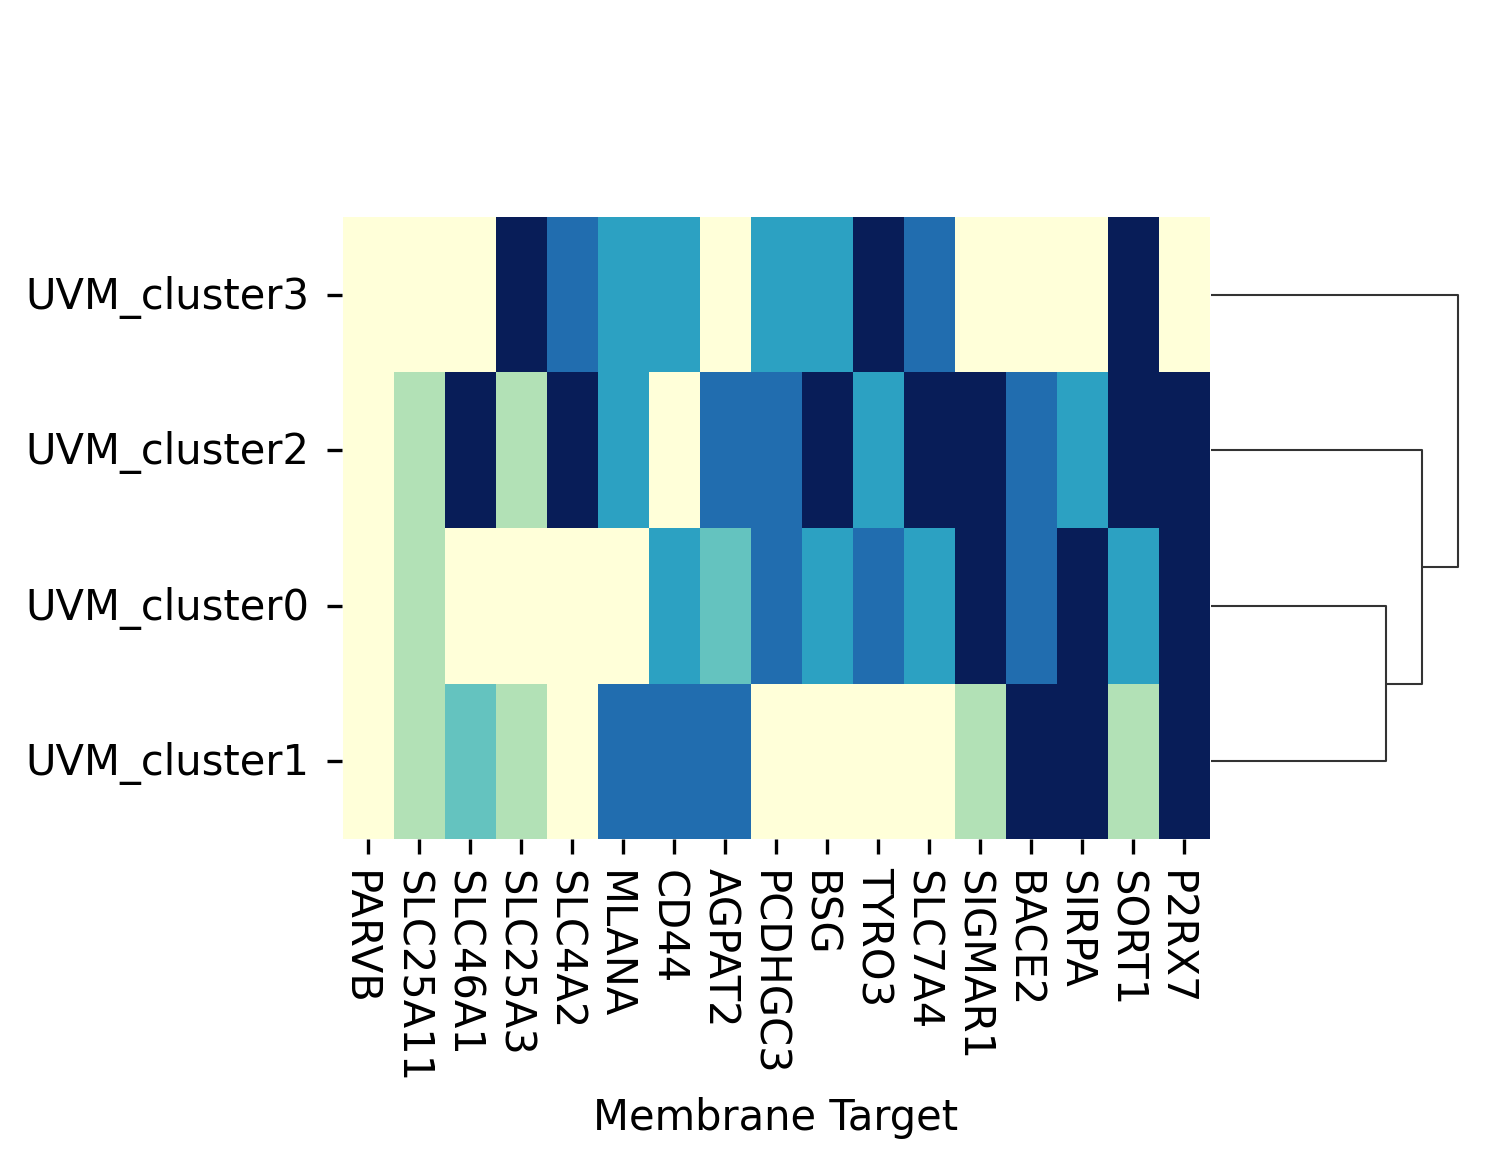 UVM_cluster3
UVM_cluster2
UVM_cluster0
UVM_cluster1
PARVB
SLC25A11
SLC46A1
SLC25A3
SLC4A2
MLANA
CD44
AGPAT2
PCDHGC3
BSG
TYRO3
SLC7A4
SIGMAR1
BACE2
SIRPA
SORT1
P2RX7
Membrane Target